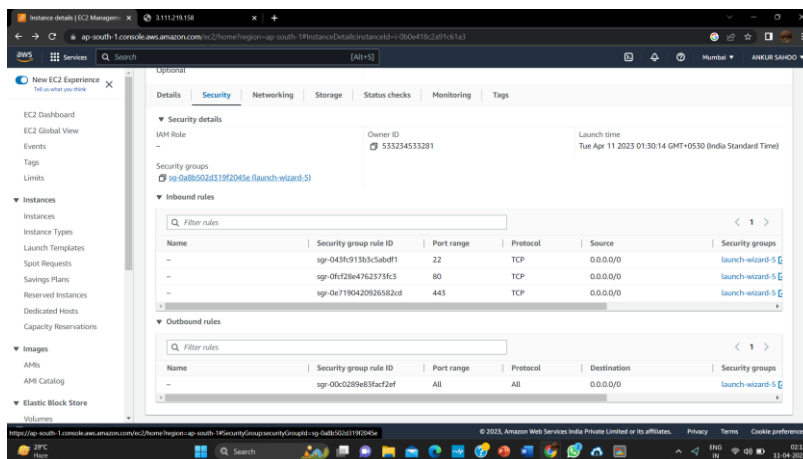 Instance details | EC2 Managem
3.111.219.158
ap-south-1.console.aws.amazon.com/ec2/home?region=ap-south-1#InstanceDetails:instanceId=i-0b0e418c2a91c61a3
aws Services Search [Alt+S] Mumbai ANKUR SAHOO
New EC2 Experience
Tell us what you think
EC2 Dashboard
EC2 Global View
Events
Tags
Limits
Instances
Instances
Instance Types
Launch Templates
Spot Requests
Savings Plans
Reserved Instances
Dedicated Hosts
Capacity Reservations
Images
AMIs
AMI Catalog
Elastic Block Store
Volumes
Optional
Details Security Networking Storage Status checks Monitoring Tags
Security details
IAM Role Owner ID Launch time
– 533234533281 Tue Apr 11 2023 01:30:14 GMT+0530 (India Standard Time)
Security groups
sg-0a8b502d319f2045e (launch-wizard-5)
Inbound rules
Filter rules 1
Name Security group rule ID Port range Protocol Source Security groups
– sgr-043fc913b3c5abdf1 22 TCP 0.0.0.0/0 launch-wizard-5
– sgr-0fcf28e4762373fc3 80 TCP 0.0.0.0/0 launch-wizard-5
– sgr-0e7190420926582cd 443 TCP 0.0.0.0/0 launch-wizard-5
Outbound rules
Filter rules 1
Name Security group rule ID Port range Protocol Destination Security groups
– sgr-00c0289e83facf2ef All All 0.0.0.0/0 launch-wizard-5
https://ap-south-1.console.aws.amazon.com/ec2/home?region=ap-south-1#SecurityGroup:securityGroupId=sg-0a8b502d319f2045e
© 2023, Amazon Web Services India Private Limited or its affiliates. Privacy Terms Cookie preference
29°C
Haze
Search
ENG
IN
02:1
11-04-202